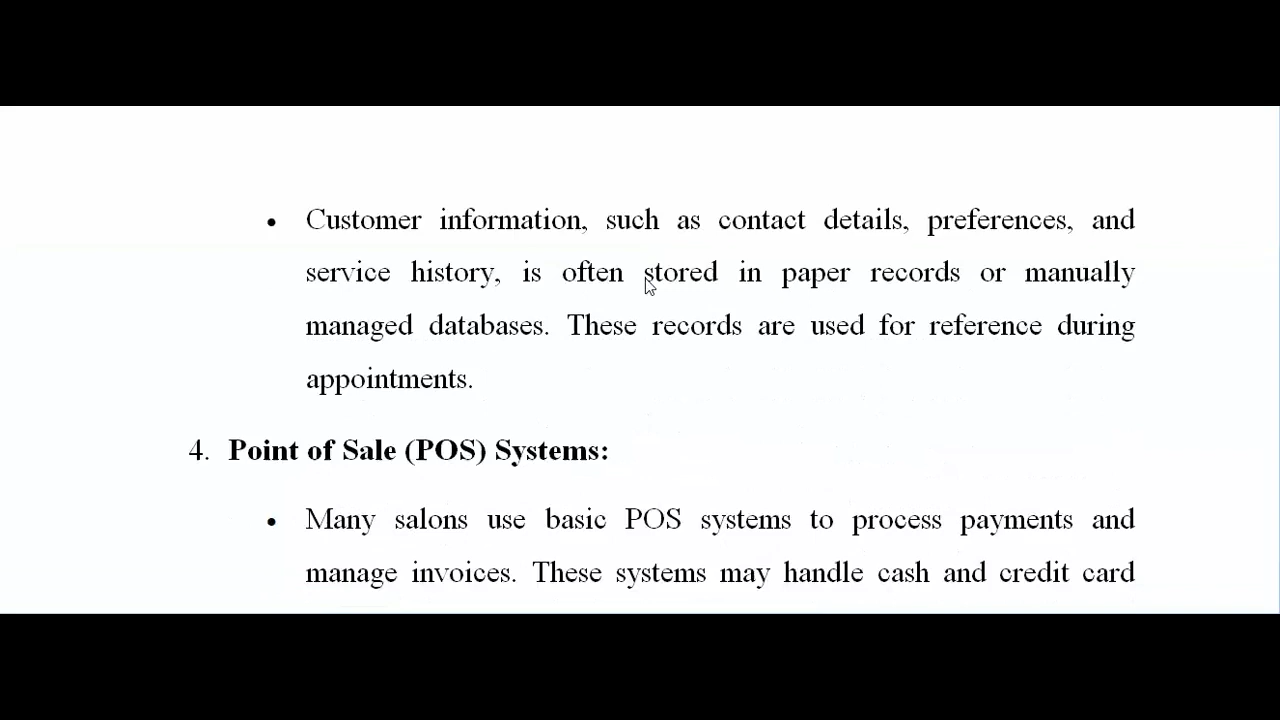 • Customer information, such as contact details, preferences, and
service history, is often stored in paper records or manually
managed databases. These records are used for reference during
appointments.
4. Point of Sale (POS) Systems:
• Many salons use basic POS systems to process payments and
manage invoices. These systems may handle cash and credit card